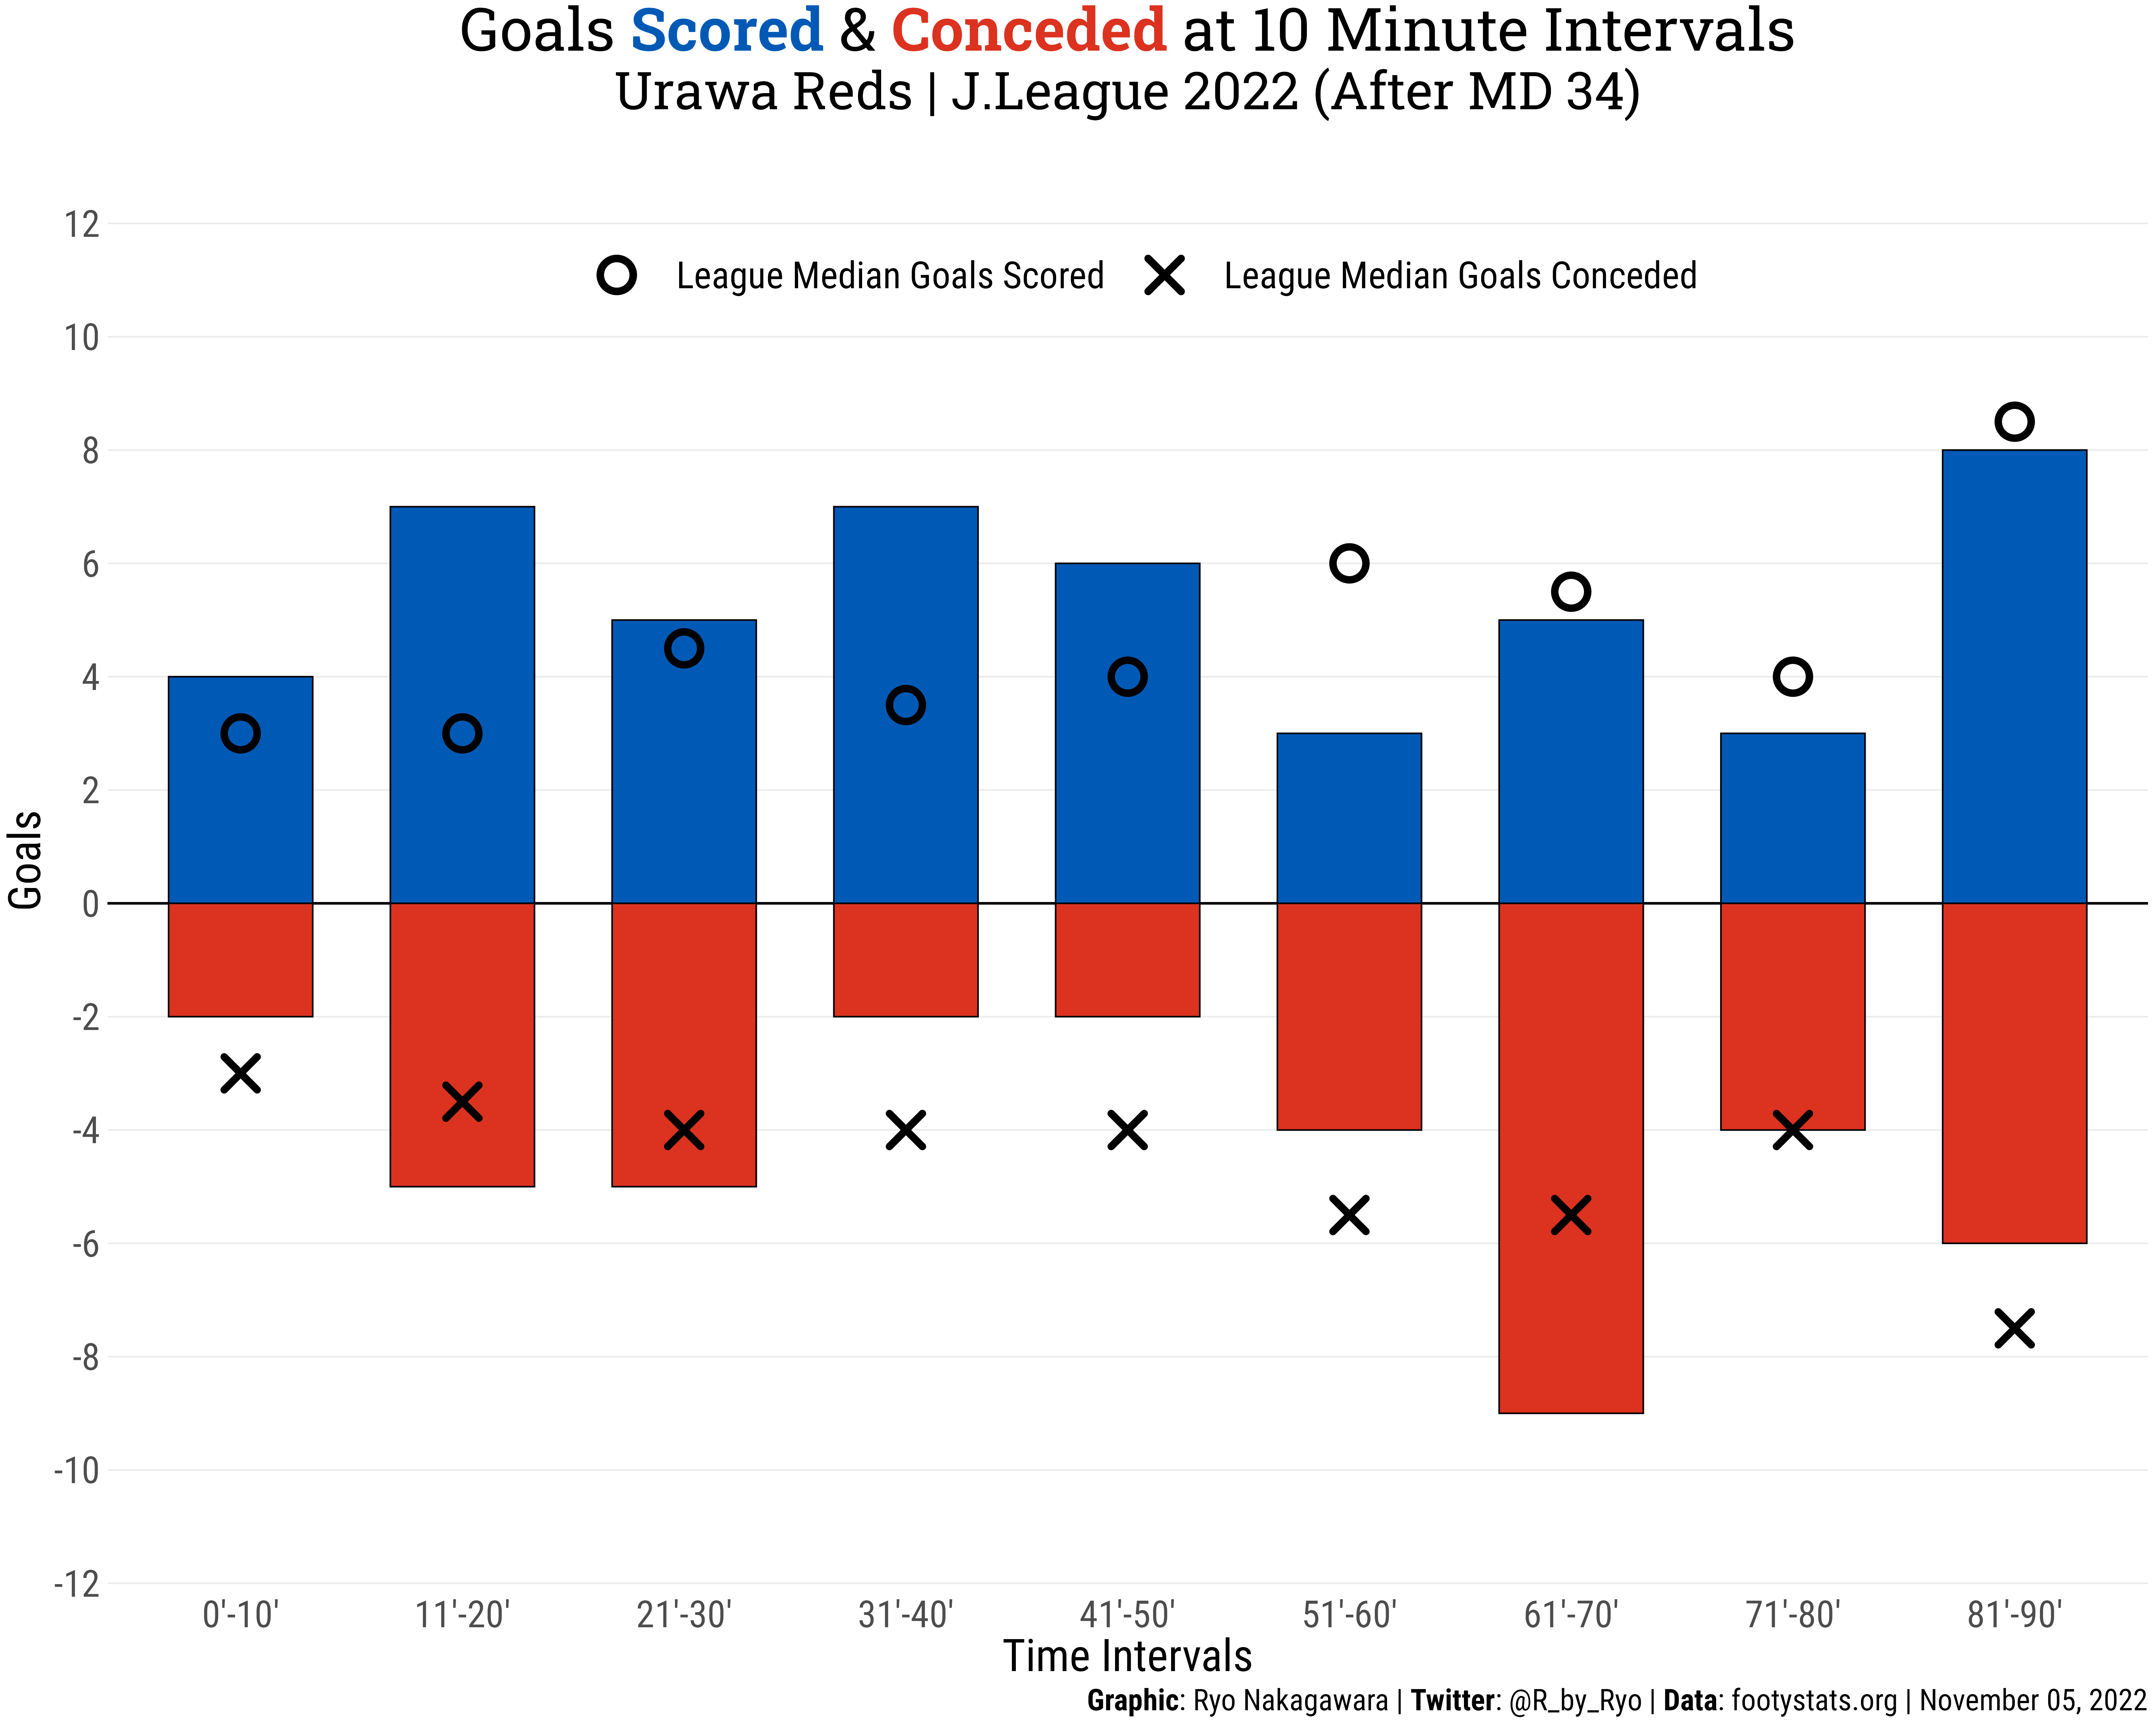 Goals Scored & Conceded at 10 Minute Intervals
Urawa Reds | J.League 2022 (After MD 34)
12
League Median Goals Scored
League Median Goals Conceded
10
8
6
4
2
0
-2
-4
-6
-8
-10
-12
Goals
0'-10' 11'-20' 21'-30' 31'-40' 41'-50' 51'-60' 61'-70' 71'-80' 81'-90'
Time Intervals
Graphic: Ryo Nakagawara | Twitter: @R_by_Ryo | Data: footystats.org | November 05, 2022